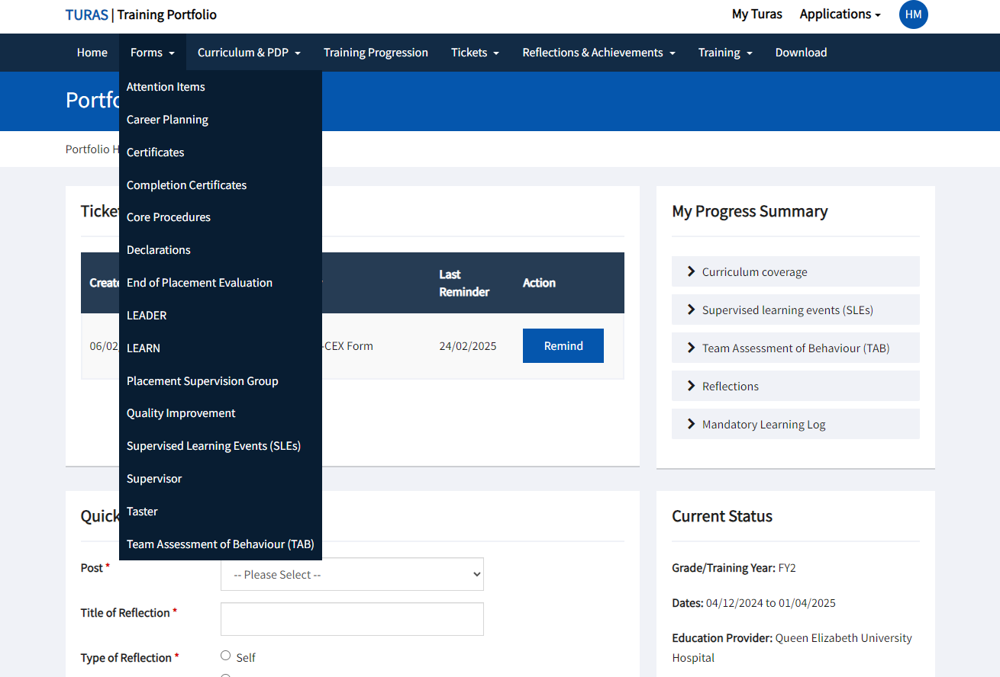 TURAS | Training Portfolio
My Turas
Applications
HM
Home
Forms
Curriculum & PDP
Training Progression
Tickets
Reflections & Achievements
Training
Download
Attention Items
Career Planning
Certificates
Completion Certificates
Core Procedures
Declarations
End of Placement Evaluation
LEADER
LEARN
Placement Supervision Group
Quality Improvement
Supervised Learning Events (SLEs)
Supervisor
Taster
Team Assessment of Behaviour (TAB)
Portfolio H
Last
Reminder
Action
06/02
-CEX Form
24/02/2025
Remind
My Progress Summary
Curriculum coverage
Supervised learning events (SLEs)
Team Assessment of Behaviour (TAB)
Reflections
Mandatory Learning Log
Quick
Post *
-- Please Select --
Title of Reflection *
Type of Reflection *
Self
Current Status
Grade/Training Year: FY2
Dates: 04/12/2024 to 01/04/2025
Education Provider: Queen Elizabeth University
Hospital